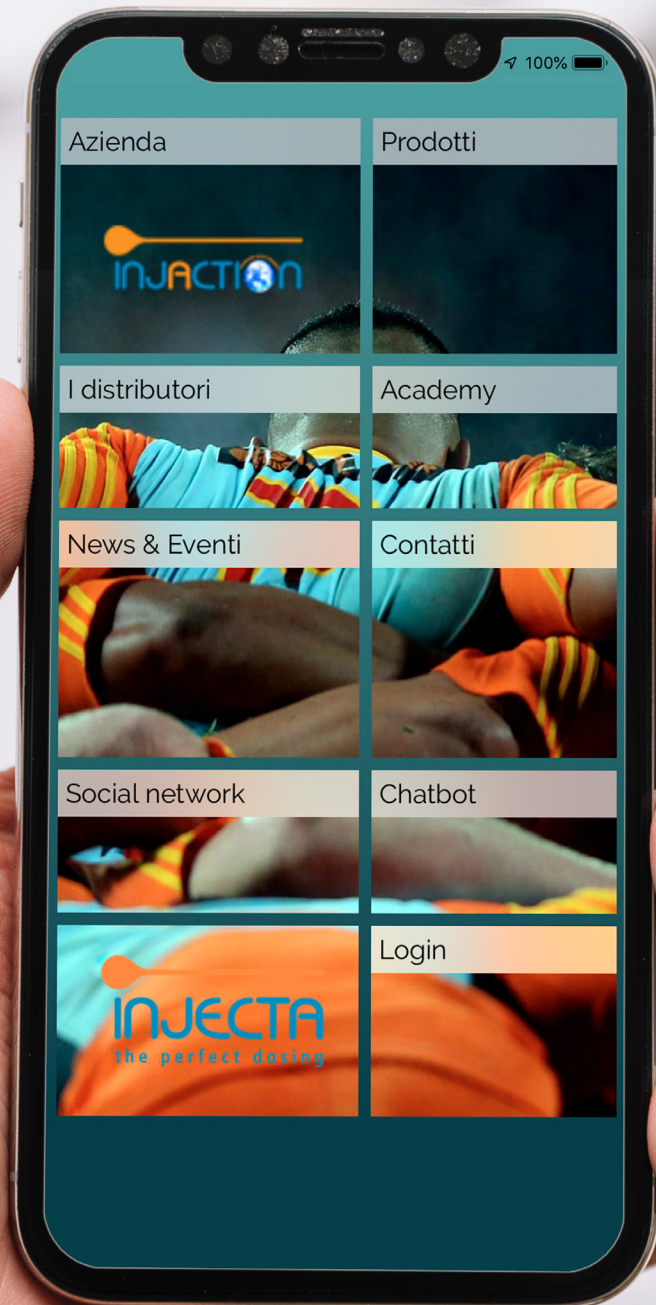 100%
Azienda
Prodotti
INJACTION
I distributori
Academy
News & Eventi
Contatti
Social network
Chatbot
INJECTA
the perfect dosing
Login